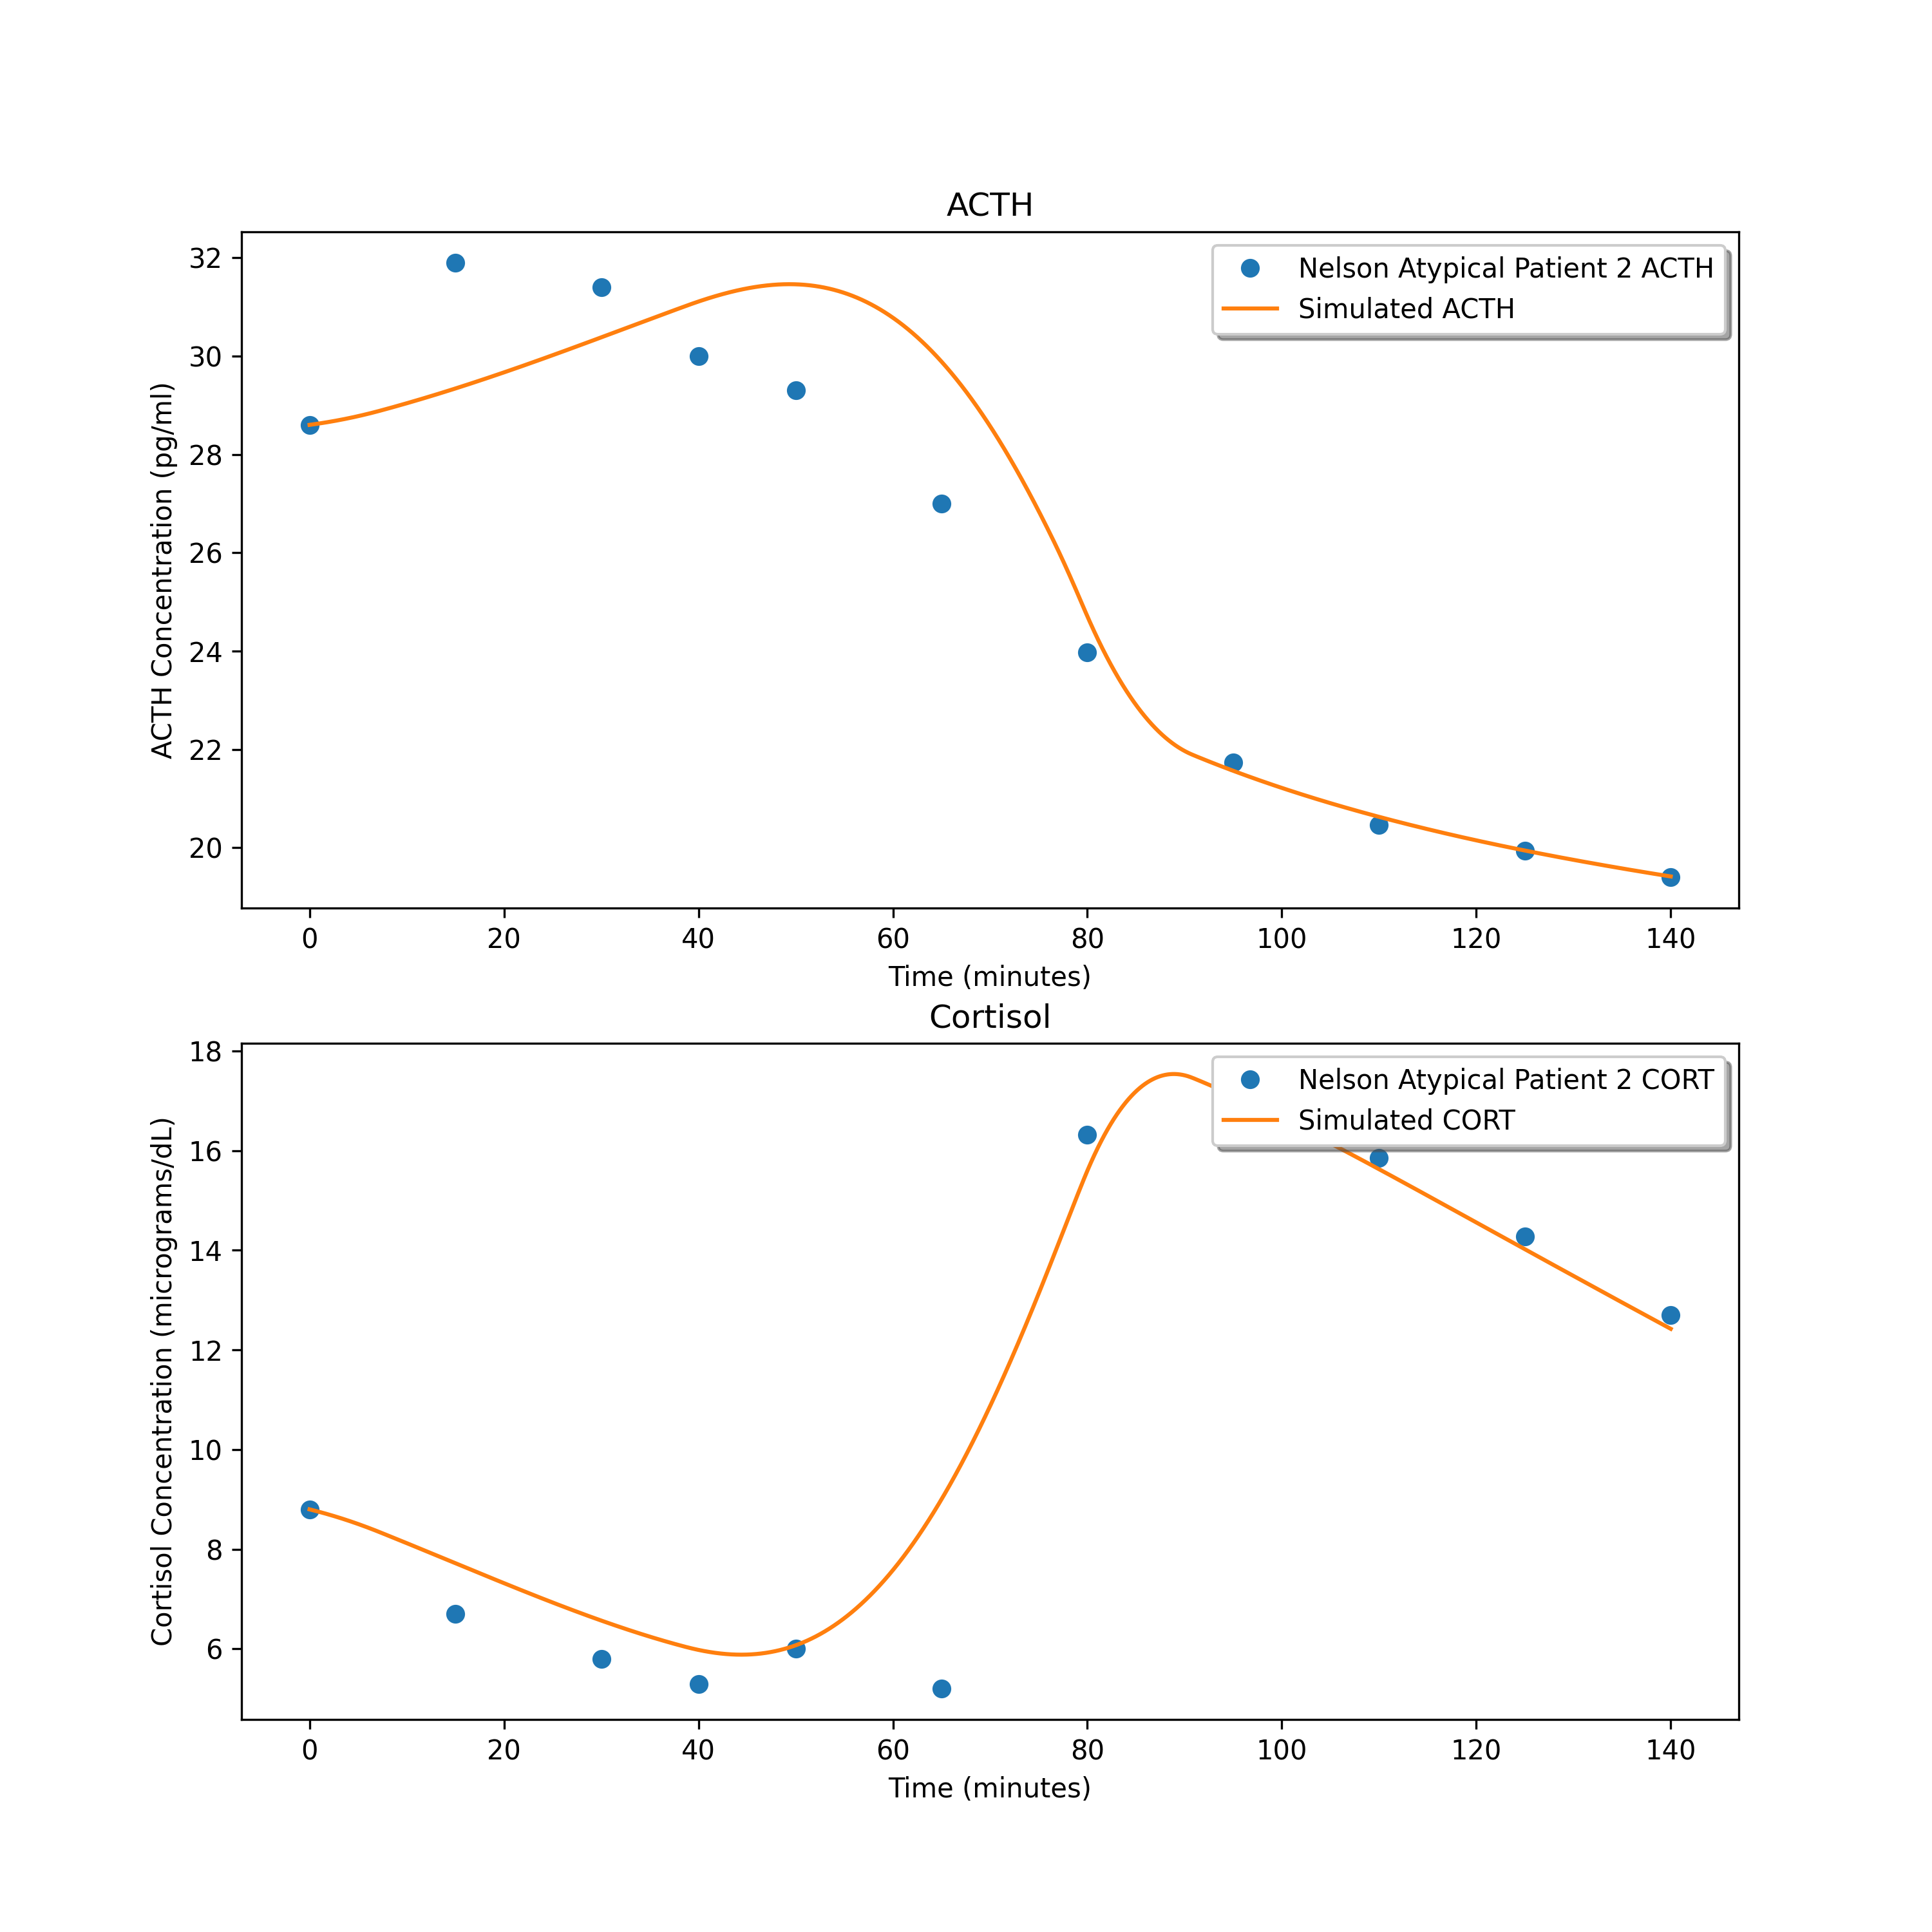 ACTH
Nelson Atypical Patient 2 ACTH
Simulated ACTH
ACTH Concentration (pg/ml)
32
30
28
26
24
22
20
0 20 40 60 80 100 120 140
Time (minutes)
Cortisol
Nelson Atypical Patient 2 CORT
Simulated CORT
Cortisol Concentration (micrograms/dL)
18
16
14
12
10
8
6
0 20 40 60 80 100 120 140
Time (minutes)